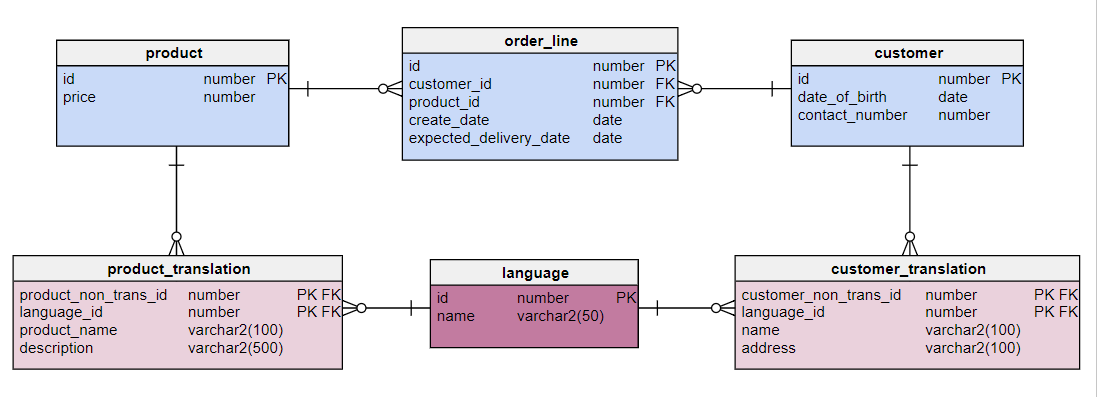 product
id number PK
price number
order_line
id number PK
customer_id number FK
product_id number FK
create_date date
expected_delivery_date date
customer
id number PK
date_of_birth date
contact_number number
product_translation
product_non_trans_id number PK FK
language_id number PK FK
product_name varchar2(100)
description varchar2(500)
language
id number PK
name varchar2(50)
customer_translation
customer_non_trans_id number PK FK
language_id number PK FK
name varchar2(100)
address varchar2(100)